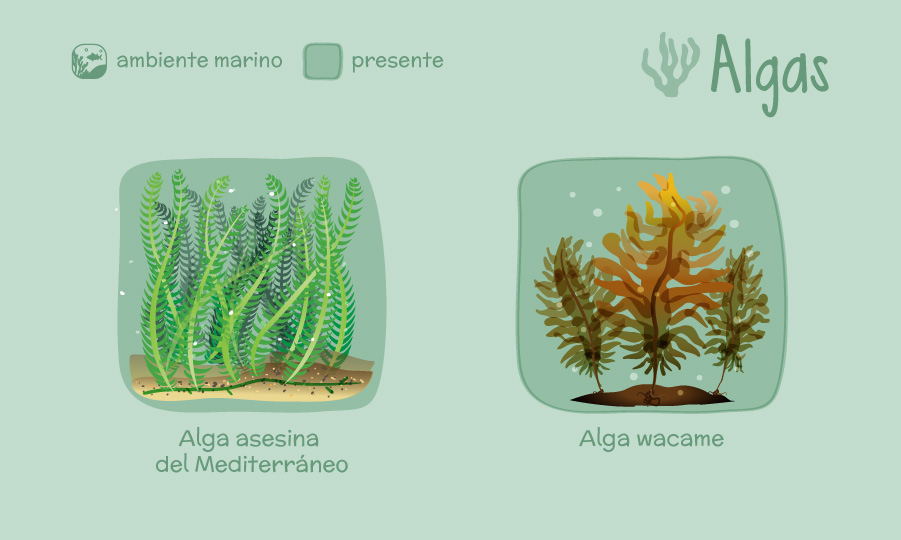 ambiente marino
presente
Algas
Alga asesina
del Mediterráneo
Alga wacame